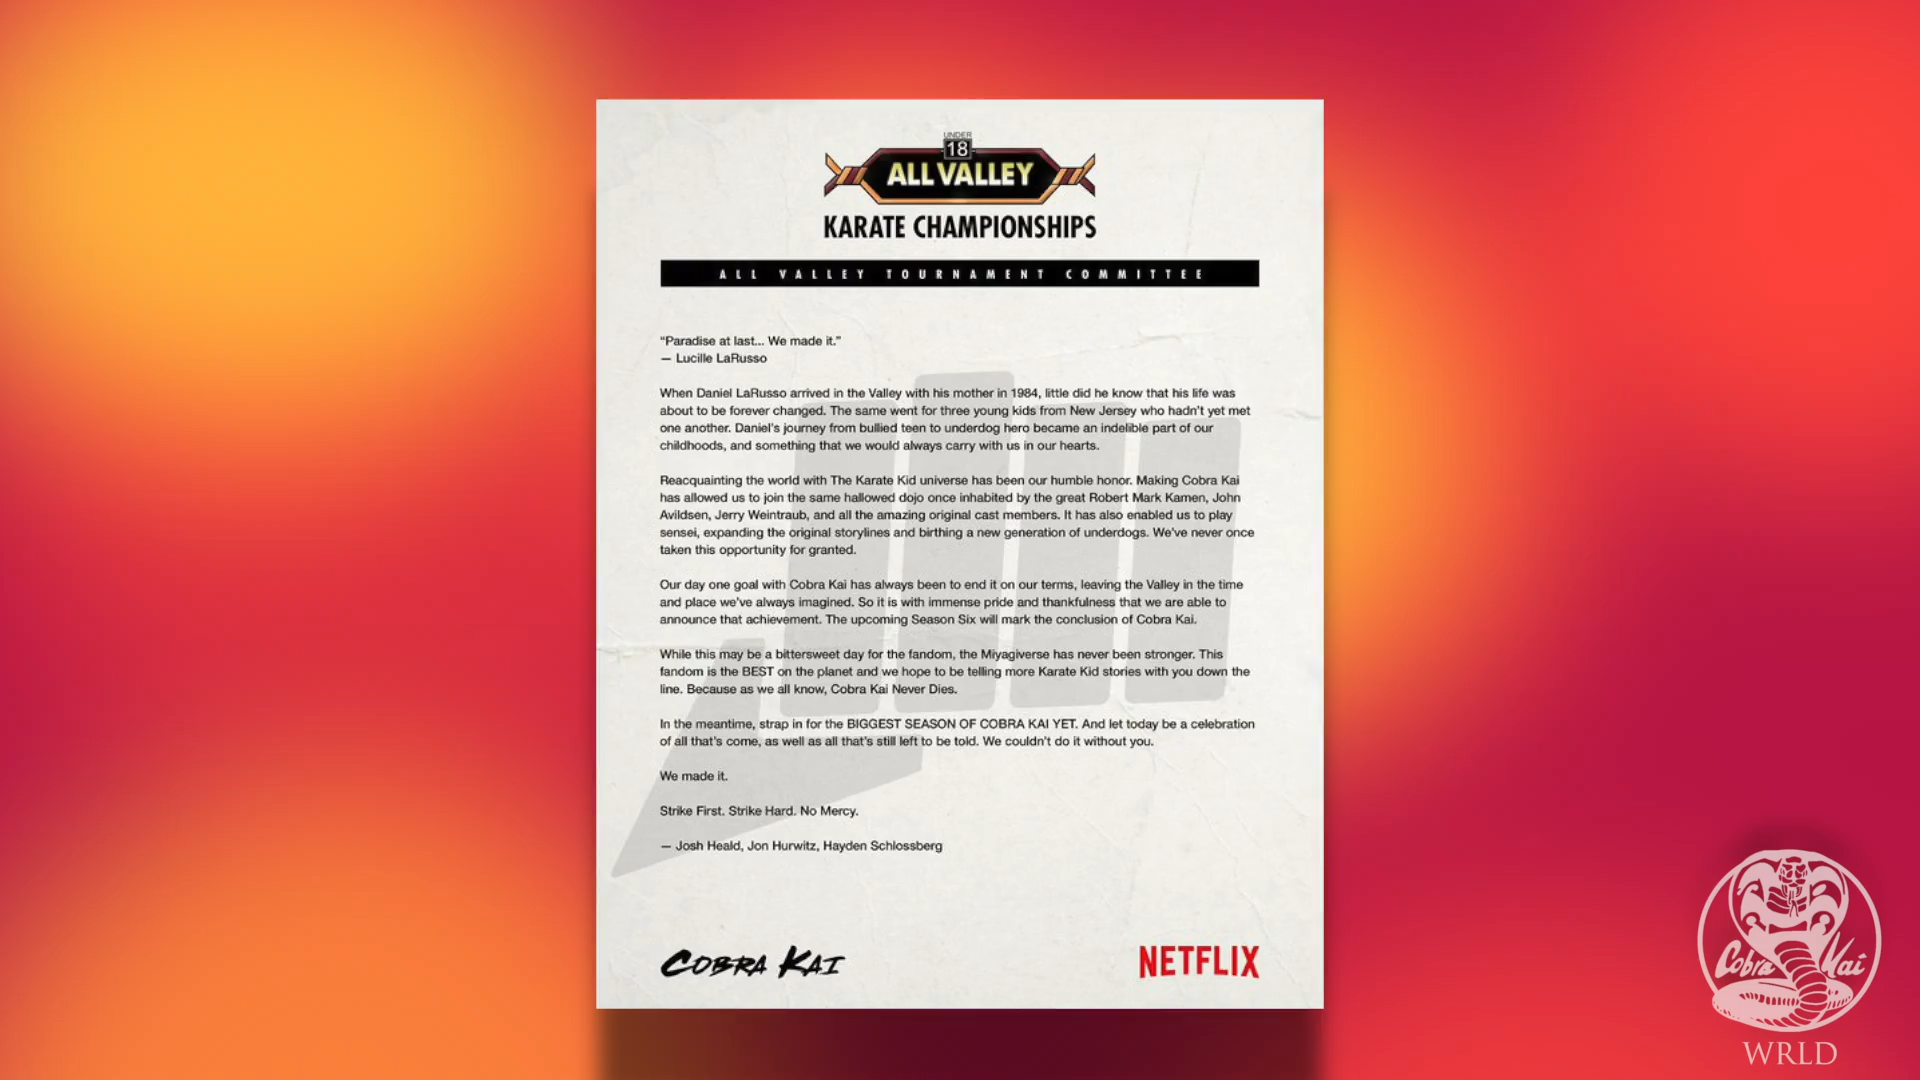 UNDER
18
ALL VALLEY
KARATE CHAMPIONSHIPS
ALL VALLEY TOURNAMENT COMMITTEE
“Paradise at last... We made it.”
— Lucille LaRusso
When Daniel LaRusso arrived in the Valley with his mother in 1984, little did he know that his life was
about to be forever changed. The same went for three young kids from New Jersey who hadn’t yet met
one another. Daniel’s journey from bullied teen to underdog hero became an indelible part of our
childhoods, and something that we would always carry with us in our hearts.
Reacquainting the world with The Karate Kid universe has been our humble honor. Making Cobra Kai
has allowed us to join the same hallowed dojo once inhabited by the great Robert Mark Kamen, John
Avildsen, Jerry Weintraub, and all the amazing original cast members. It has also enabled us to play
sensei, expanding the original storylines and birthing a new generation of underdogs. We’ve never once
taken this opportunity for granted.
Our day one goal with Cobra Kai has always been to end it on our terms, leaving the Valley in the time
and place we’ve always imagined. So it is with immense pride and thankfulness that we are able to
announce that achievement. The upcoming Season Six will mark the conclusion of Cobra Kai.
While this may be a bittersweet day for the fandom, the Miyagiverse has never been stronger. This
fandom is the BEST on the planet and we hope to be telling more Karate Kid stories with you down the
line. Because as we all know, Cobra Kai Never Dies.
In the meantime, strap in for the BIGGEST SEASON OF COBRA KAI YET. And let today be a celebration
of all that’s come, as well as all that’s still left to be told. We couldn’t do it without you.
We made it.
Strike First. Strike Hard. No Mercy.
— Josh Heald, Jon Hurwitz, Hayden Schlossberg
COBRA KAI
NETFLIX
Cobra Kai
WRLD